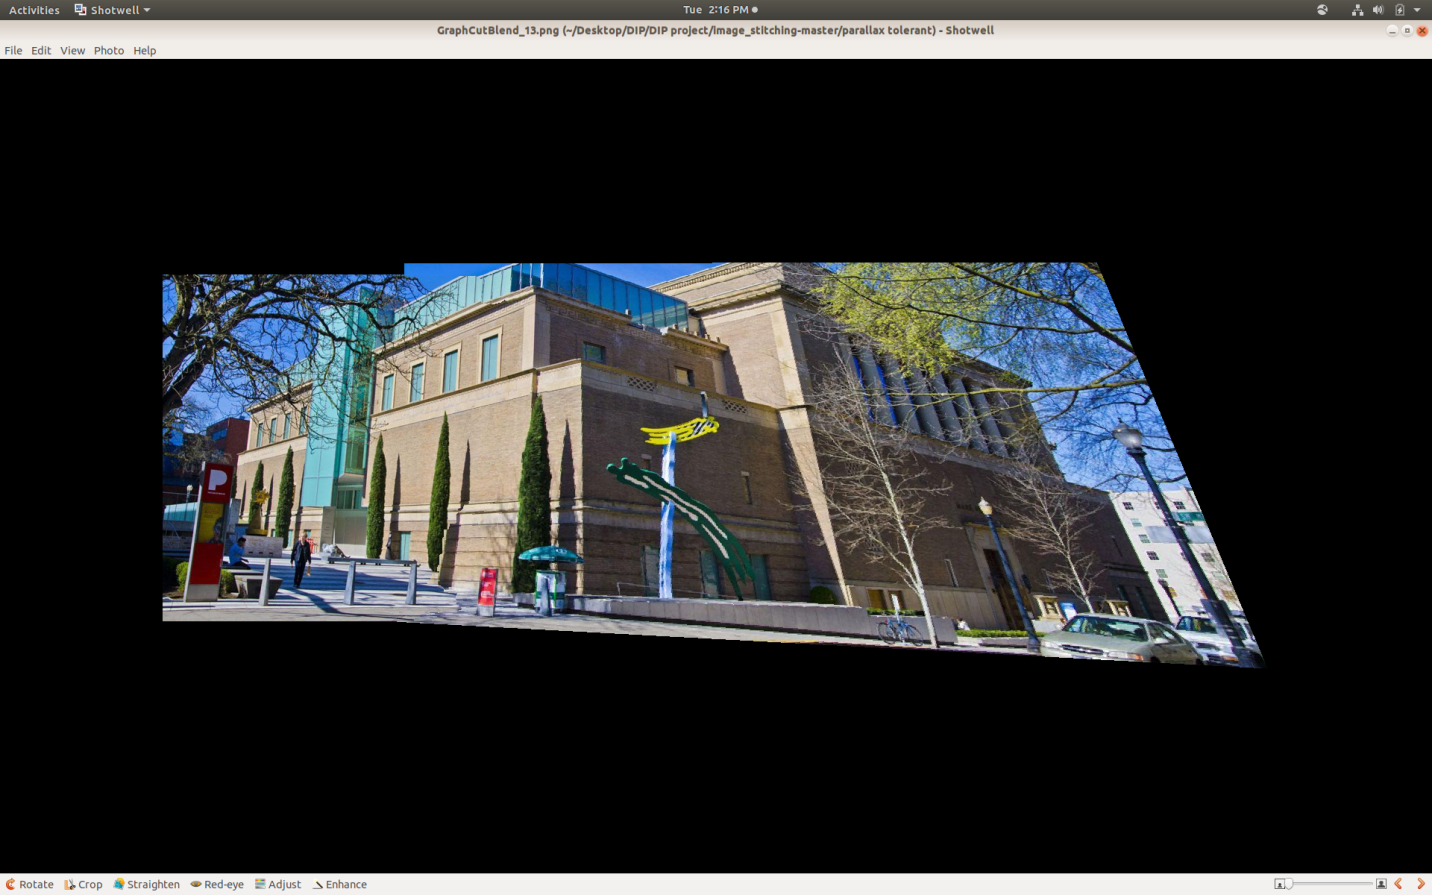 Activities Shotwell Tue 2:16 PM
GraphCutBlend_13.png (~/Desktop/DIP/DIP project/image_stitching-master/parallax tolerant) - Shotwell
File Edit View Photo Help
P
Rotate Crop Straighten Red-eye Adjust Enhance